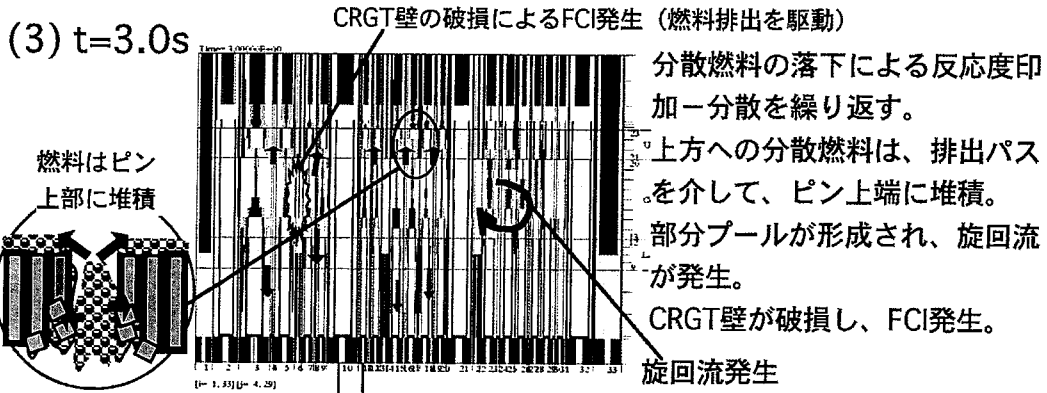 CRGT壁の破損によるFCI発生（燃料排出を駆動）
(3) t=3.0s
分散燃料の落下による反応度印
加－分散を繰り返す。
上方への分散燃料は、排出パス
を介して、ピン上端に堆積。
部分プールが形成され、旋回流
が発生。
CRGT壁が破損し、FCI発生。
燃料はピン
上部に堆積
旋回流発生